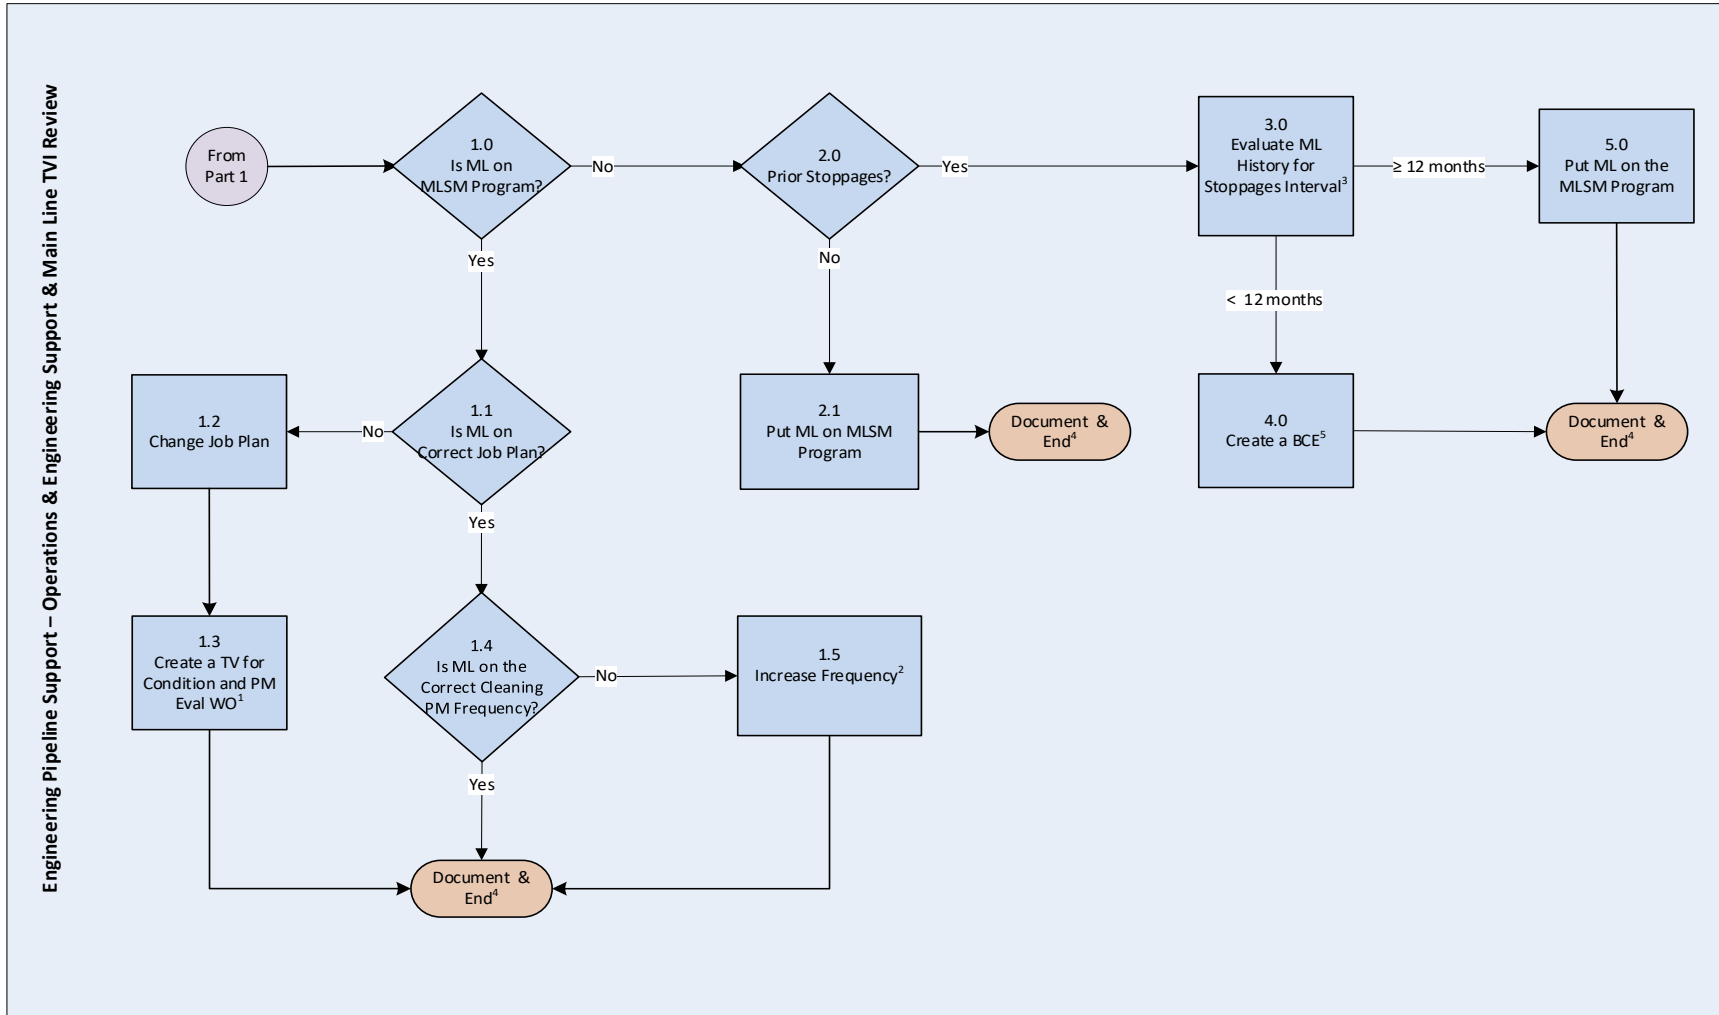 Engineering Pipeline Support – Operations & Engineering Support & Main Line TVI Review
From
Part 1
1.0
Is ML on
MLSM Program?
No
2.0
Prior Stoppages?
Yes
3.0
Evaluate ML
History for
Stoppages Interval³
≥ 12 months
5.0
Put ML on the
MLSM Program
Yes
No
< 12 months
1.2
Change Job Plan
No
1.1
Is ML on
Correct Job Plan?
2.1
Put ML on MLSM
Program
Document &
End⁴
4.0
Create a BCE⁵
Document &
End⁴
Yes
1.3
Create a TV for
Condition and PM
Eval WO¹
1.4
Is ML on the
Correct Cleaning
PM Frequency?
No
1.5
Increase Frequency²
Yes
Document &
End⁴